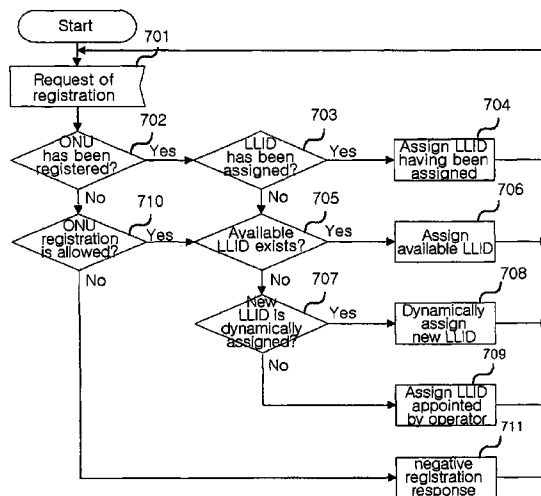 Start
701
Request of
registration
702
ONU
has been
registered?
Yes
703
LLID
has been
assigned?
Yes
704
Assign LLID
having been
assigned
No
No
710
ONU
registration
is allowed?
Yes
705
Available
LLID exists?
Yes
706
Assign
available LLID
No
No
707
New
LLID is
dynamically
assigned?
Yes
708
Dynamically
assign
new LLID
No
709
Assign LLID
appointed
by operator
711
negative
registration
response